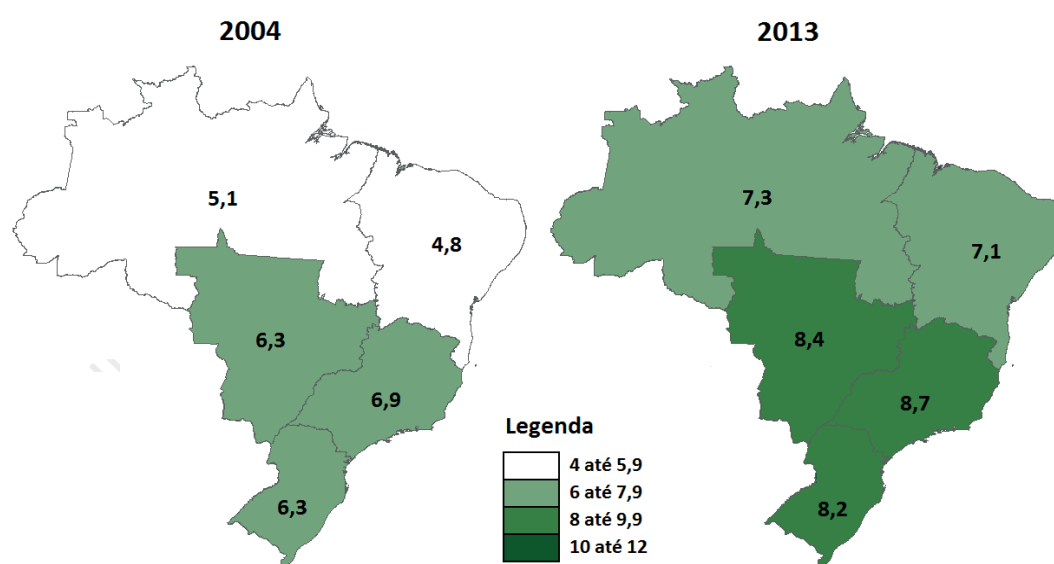 2004
2013
5,1
4,8
6,3
6,9
6,3
7,3
7,1
8,4
8,7
8,2
Legenda
4 até 5,9
6 até 7,9
8 até 9,9
10 até 12